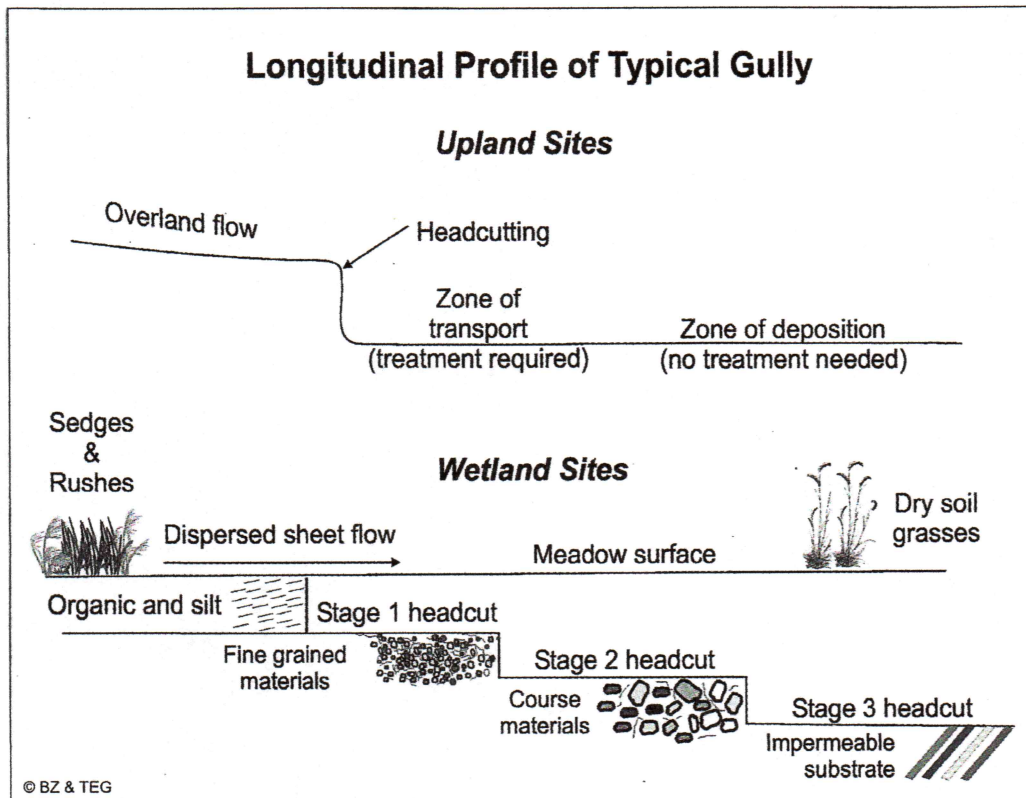 Longitudinal Profile of Typical Gully
Upland Sites
Overland flow
Headcutting
Zone of
transport
(treatment required)
Zone of deposition
(no treatment needed)
Sedges
&
Rushes
Wetland Sites
Dry soil
grasses
Dispersed sheet flow
Meadow surface
Organic and silt
Stage 1 headcut
Fine grained
materials
Stage 2 headcut
Course
materials
Stage 3 headcut
Impermeable
substrate
© BZ & TEG